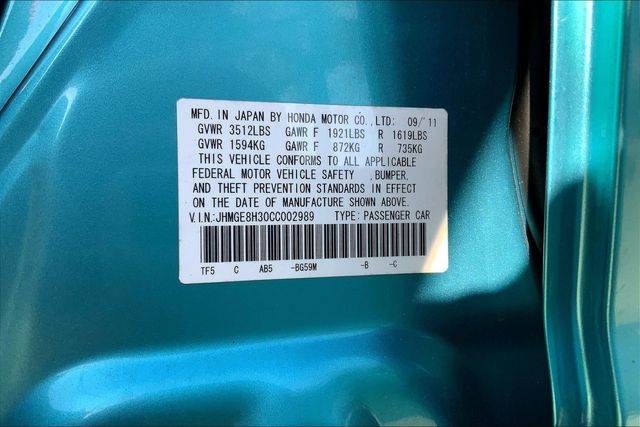 MFD. IN JAPAN BY HONDA MOTOR CO.,LTD: 09/'11
GVWR 3512LBS GAWR F 1921LBS R 1619LBS
GVWR 1594KG GAWR F 872KG R 735KG
THIS VEHICLE CONFORMS TO ALL APPLICABLE
FEDERAL MOTOR VEHICLE SAFETY ,BUMPER,
AND THEFT PREVENTION STANDARDS IN EFFECT
ON THE DATE OF MANUFACTURE SHOWN ABOVE.
V.I.N:JHMGE8H30CC002989 TYPE: PASSENGER CAR
TF5 C AB5 -BG59M -B -C